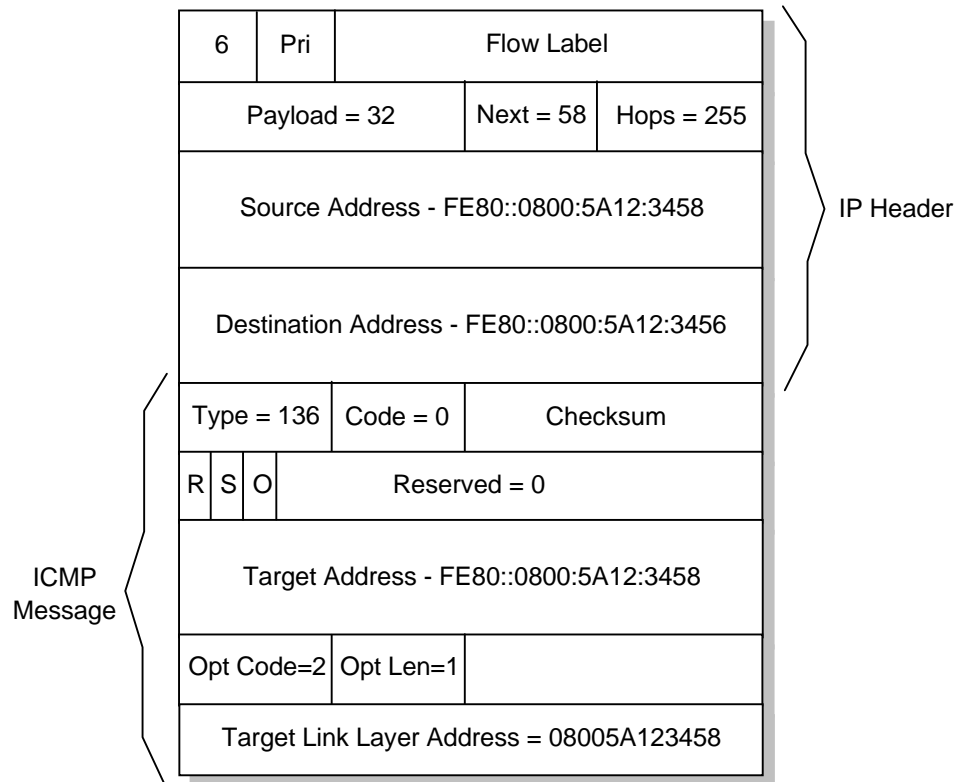 6 Pri Flow Label
Payload = 32 Next = 58 Hops = 255
Source Address - FE80::0800:5A12:3458
IP Header
Destination Address - FE80::0800:5A12:3456
Type = 136 Code = 0 Checksum
R S O Reserved = 0
ICMP
Message
Target Address - FE80::0800:5A12:3458
Opt Code=2 Opt Len=1
Target Link Layer Address = 08005A123458